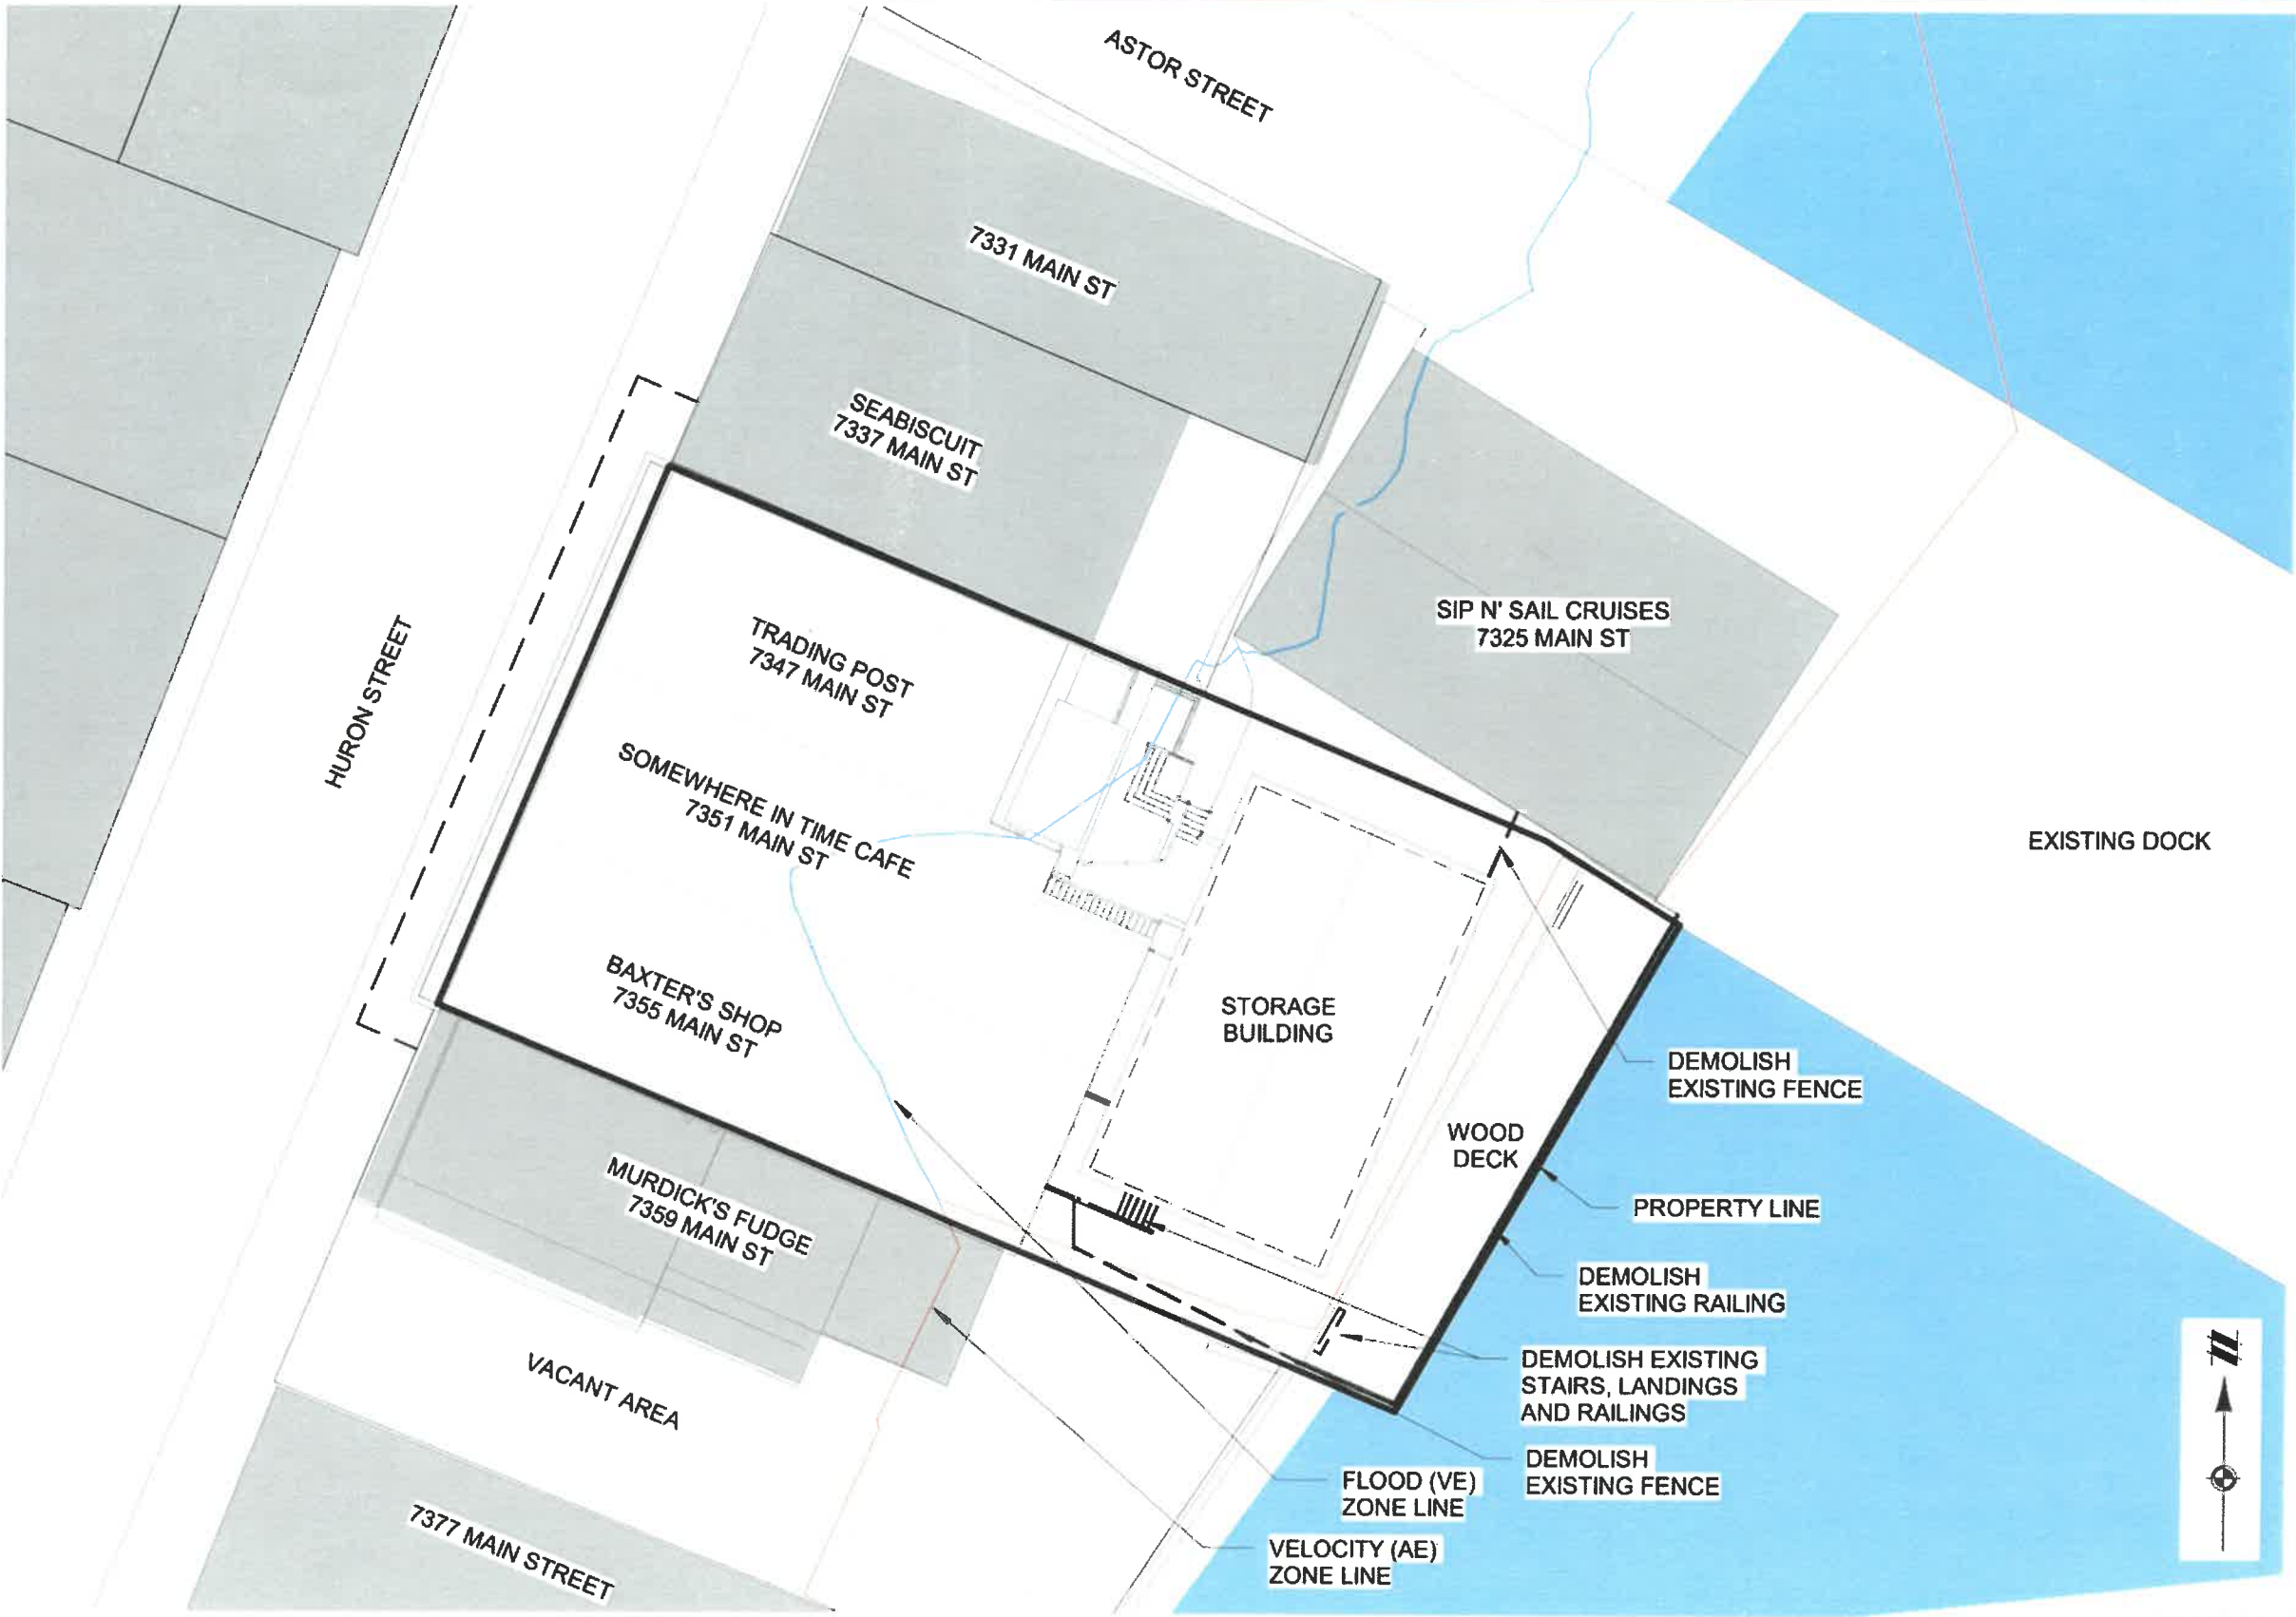 ASTOR STREET
7331 MAIN ST
SEABISCUIT
7337 MAIN ST
SIP N' SAIL CRUISES
7325 MAIN ST
HURON STREET
TRADING POST
7347 MAIN ST
SOMEWHERE IN TIME CAFE
7351 MAIN ST
EXISTING DOCK
BAXTER'S SHOP
7355 MAIN ST
STORAGE
BUILDING
DEMOLISH
EXISTING FENCE
WOOD
DECK
PROPERTY LINE
MURDICK'S FUDGE
7359 MAIN ST
DEMOLISH
EXISTING RAILING
DEMOLISH EXISTING
STAIRS, LANDINGS
AND RAILINGS
VACANT AREA
DEMOLISH
EXISTING FENCE
FLOOD (VE)
ZONE LINE
VELOCITY (AE)
ZONE LINE
7377 MAIN STREET
N